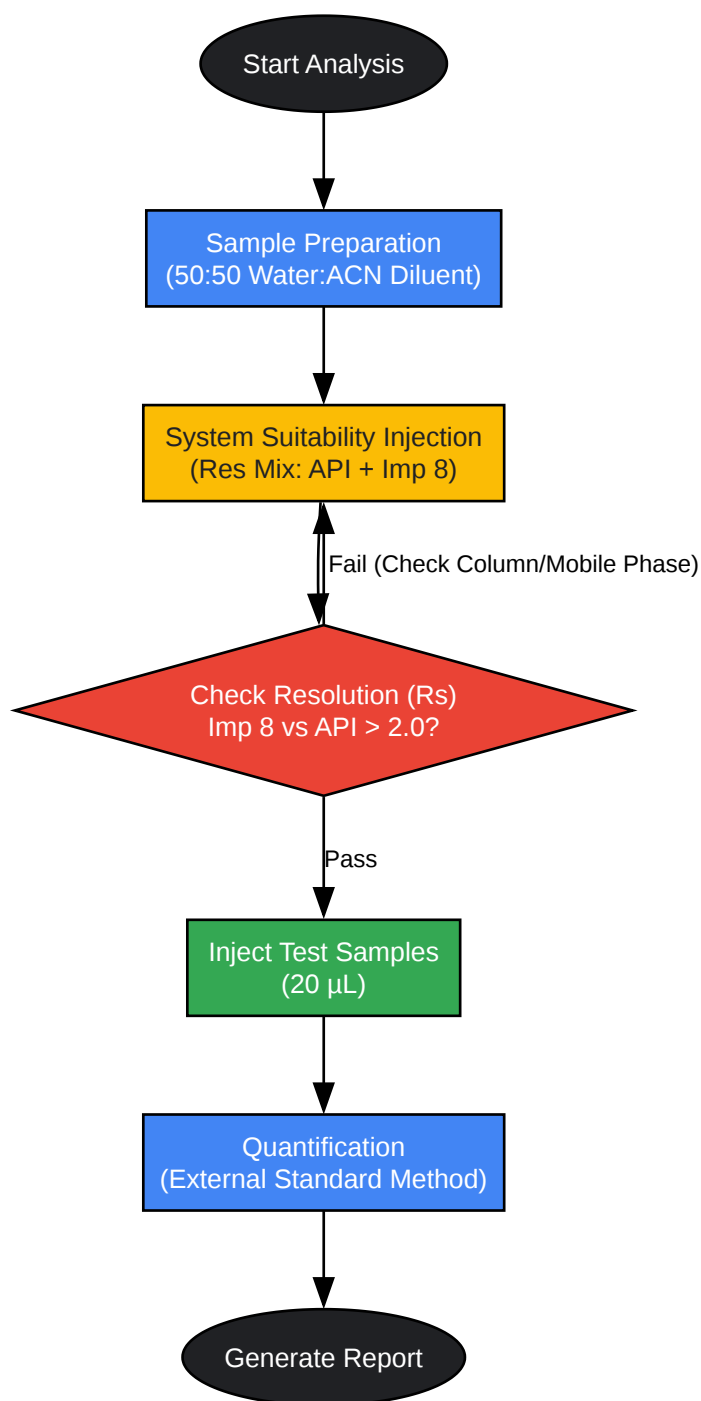 Start Analysis
Sample Preparation
(50:50 Water:ACN Diluent)
System Suitability Injection
(Res Mix: API + Imp 8)
Fail (Check Column/Mobile Phase)
Check Resolution (Rs)
Imp 8 vs API > 2.0?
Pass
Inject Test Samples
(20 µL)
Quantification
(External Standard Method)
Generate Report